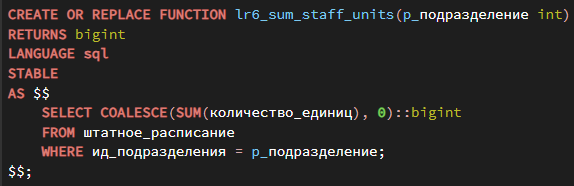 CREATE OR REPLACE FUNCTION lr6_sum_staff_units(p_подразделение int)
RETURNS bigint
LANGUAGE sql
STABLE
AS $$
    SELECT COALESCE(SUM(количество_единиц), 0)::bigint
    FROM штатное_расписание
    WHERE ид_подразделения = p_подразделение;
$$;